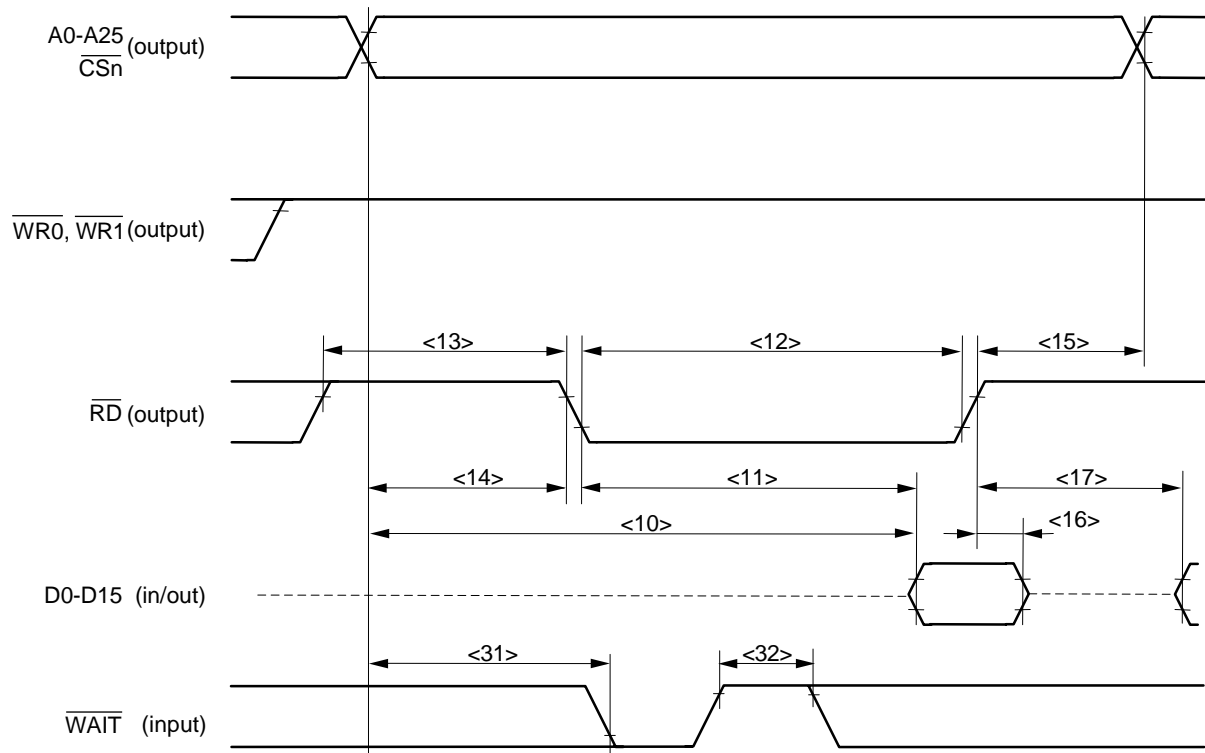 A0-A25 (output)
CSn
WR0, WR1 (output)
<13> <12> <15>
RD (output)
<14> <11> <17>
<10> <16>
D0-D15 (in/out)
<31> <32>
WAIT (input)